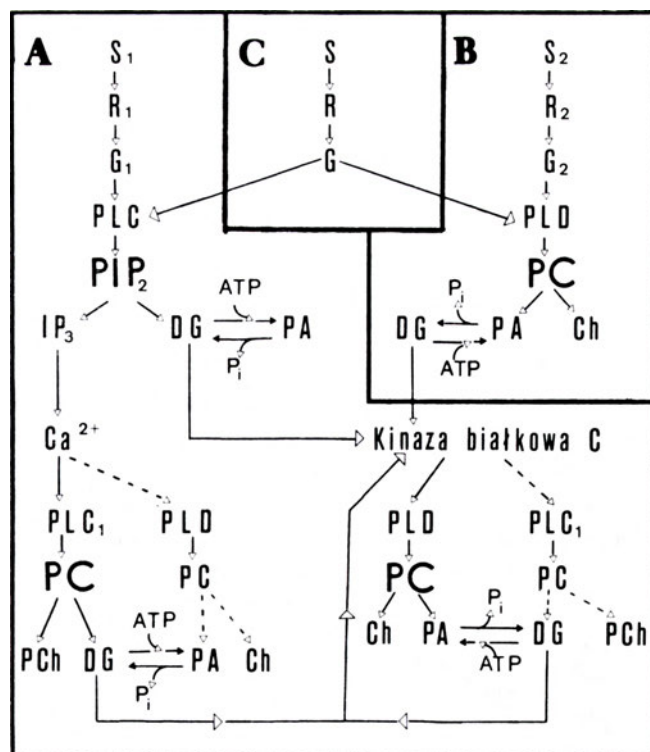 A S₁ C S B S₂
R₁ R R₂
G₁ G G₂
PLC PLD
PIP₂ PC
ATP Pᵢ
IP₃ DG PA DG PA Ch
Pᵢ ATP
Ca²⁺ Kinaza białkowa C
PLC₁ PLD PLD PLC₁
PC PC PC PC
ATP Pᵢ
PCh DG PA Ch Ch PA DG PCh
Pᵢ ATP